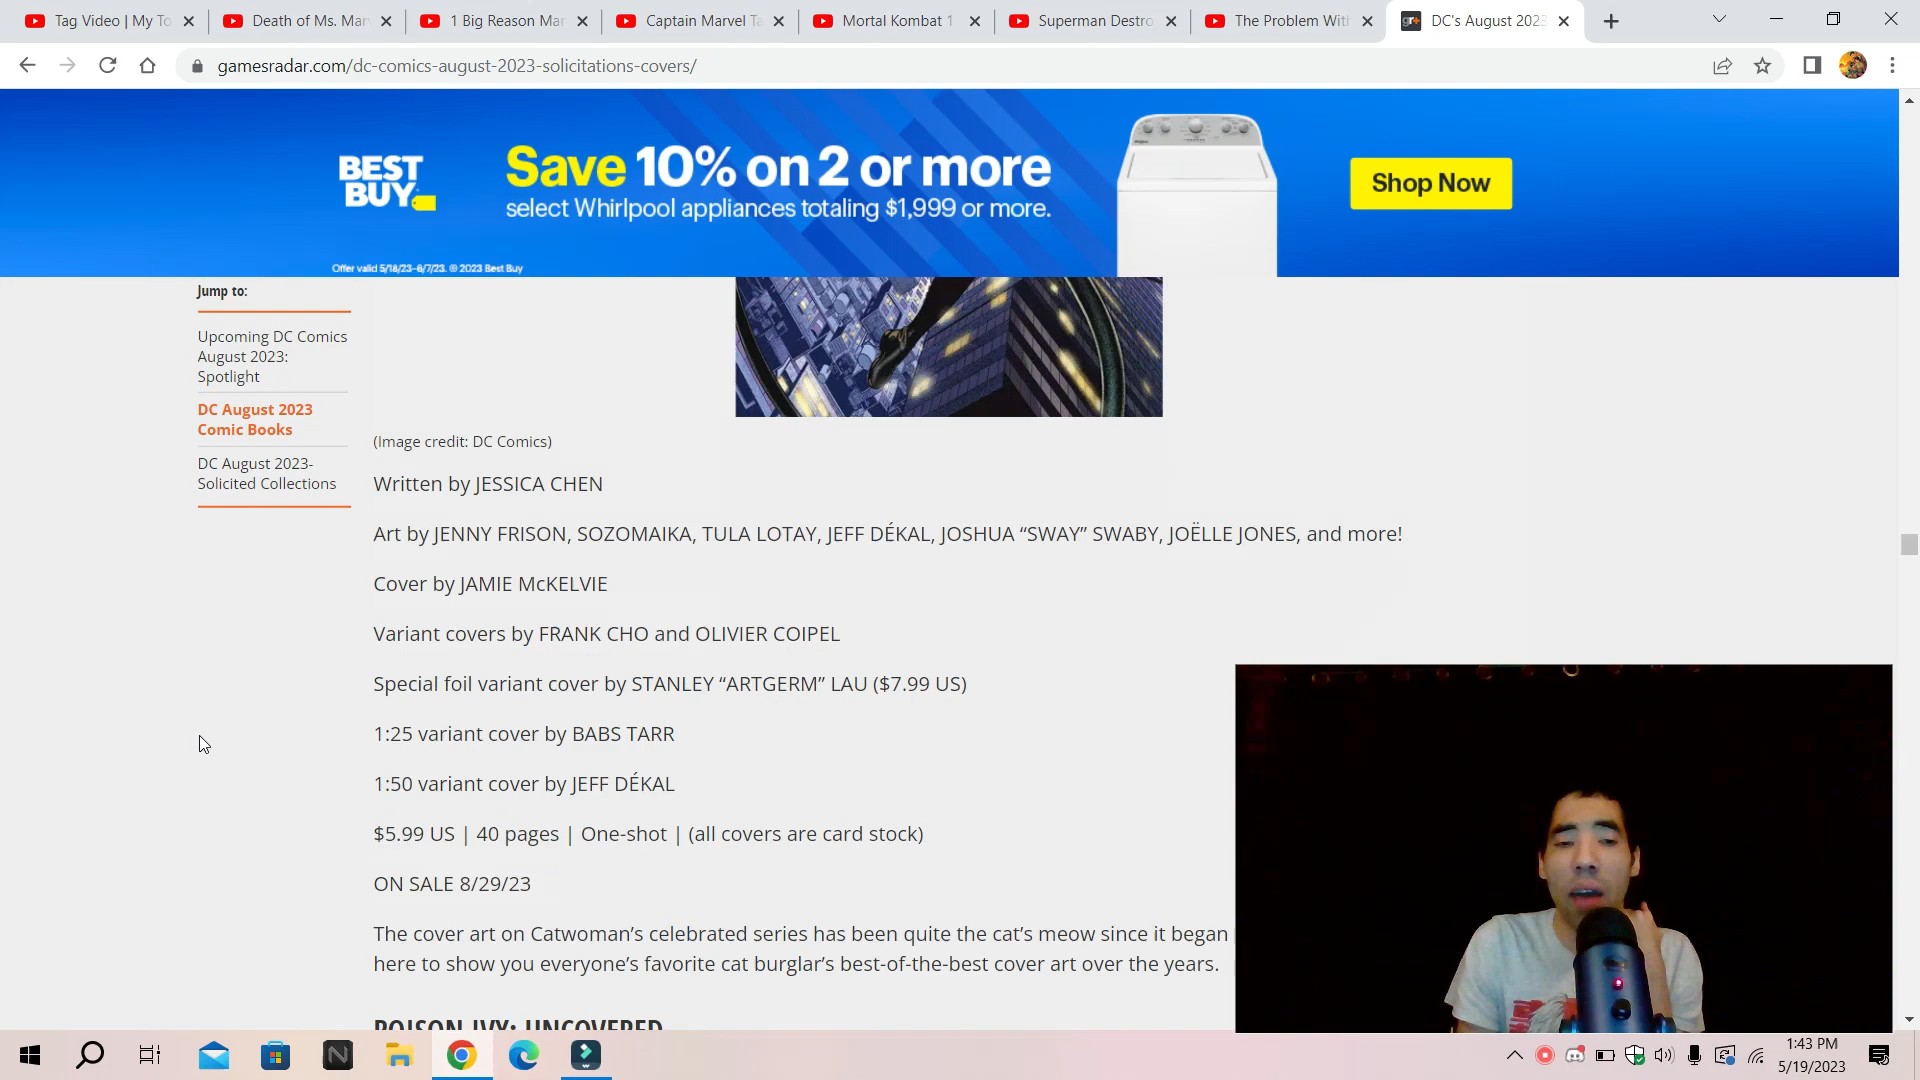 Tag Video | My To
Death of Ms. Mar
1 Big Reason Mar
Captain Marvel Ta
Mortal Kombat 1
Superman Destro
The Problem With
DC's August 2023
gamesradar.com/dc-comics-august-2023-solicitations-covers/
BEST BUY
Save 10% on 2 or more
select Whirlpool appliances totaling $1,999 or more.
Shop Now
Offer valid 5/18/23–6/7/23. © 2023 Best Buy
Jump to:
Upcoming DC Comics
August 2023:
Spotlight
DC August 2023
Comic Books
DC August 2023-
Solicited Collections
(Image credit: DC Comics)
Written by JESSICA CHEN
Art by JENNY FRISON, SOZOMAIKA, TULA LOTAY, JEFF DÉKAL, JOSHUA “SWAY” SWABY, JOËLLE JONES, and more!
Cover by JAMIE McKELVIE
Variant covers by FRANK CHO and OLIVIER COIPEL
Special foil variant cover by STANLEY “ARTGERM” LAU ($7.99 US)
1:25 variant cover by BABS TARR
1:50 variant cover by JEFF DÉKAL
$5.99 US | 40 pages | One-shot | (all covers are card stock)
ON SALE 8/29/23
The cover art on Catwoman’s celebrated series has been quite the cat’s meow since it began
here to show you everyone’s favorite cat burglar’s best-of-the-best cover art over the years.
POISON IVY: UNCOVERED
1:43 PM
5/19/2023